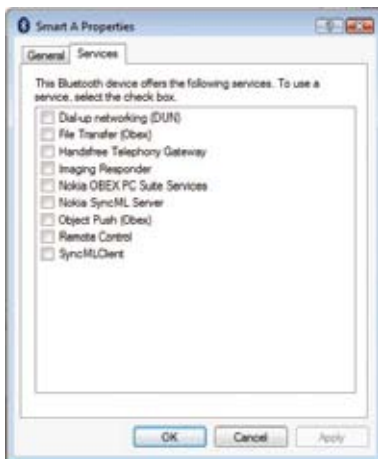 Smart A Properties
General Services
This Bluetooth device offers the following services. To use a
service, select the check box.
Dial-up networking (DUN)
File Transfer (Obex)
Handsfree Telephony Gateway
Imaging Responder
Nokia OBEX PC Suite Services
Nokia SyncML Server
Object Push (Obex)
Remote Control
SyncMLClient
OK Cancel Apply